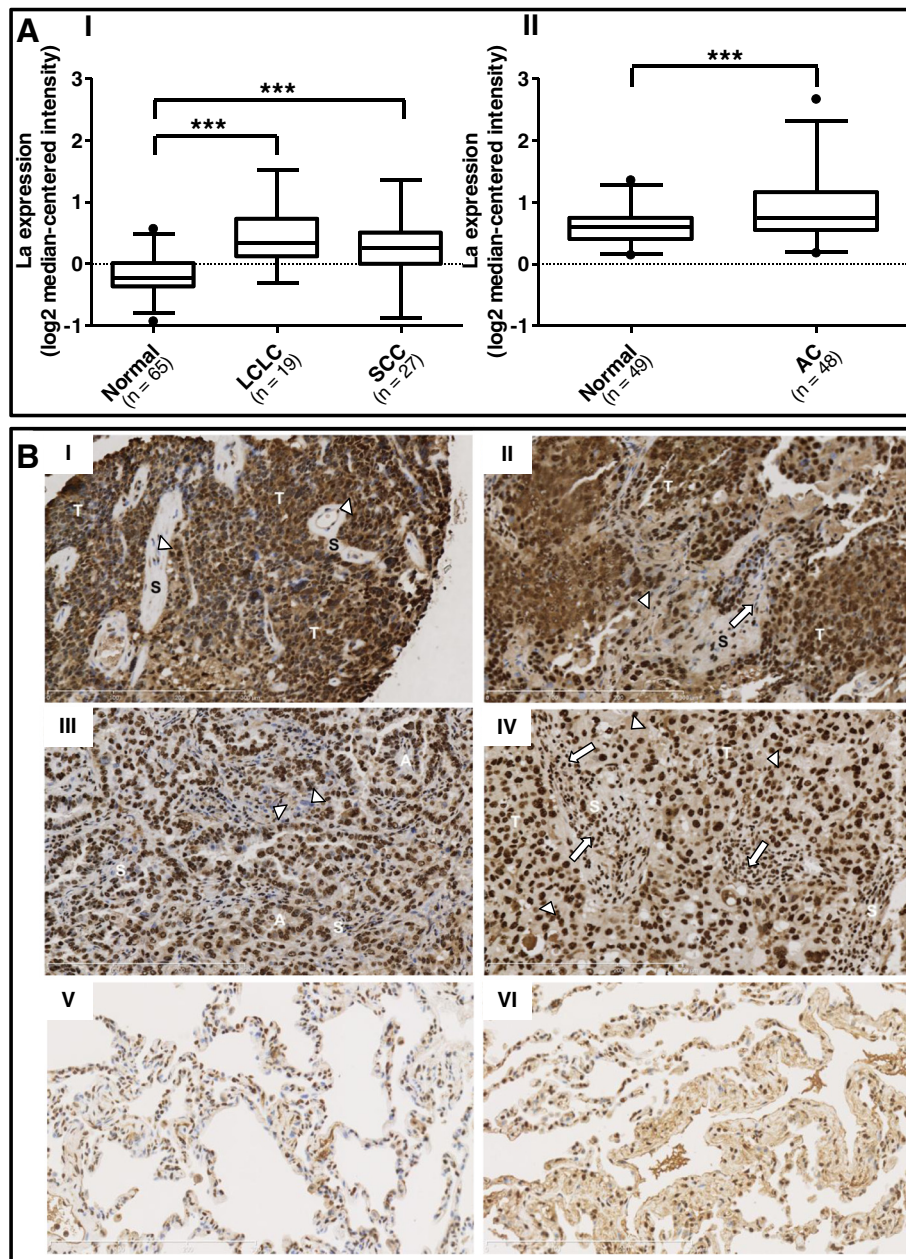 A
I
II
La expression
(log2 median-centered intensity)
3
2
1
0
-1
***
***
Normal
(n = 65)
LCLC
(n = 19)
SCC
(n = 27)
La expression
(log2 median-centered intensity)
3
2
1
0
-1
***
Normal
(n = 49)
AC
(n = 48)
B
I
T
T
S
S
T
II
T
S
T
III
A
S
A
S
IV
T
S
T
S
V
VI